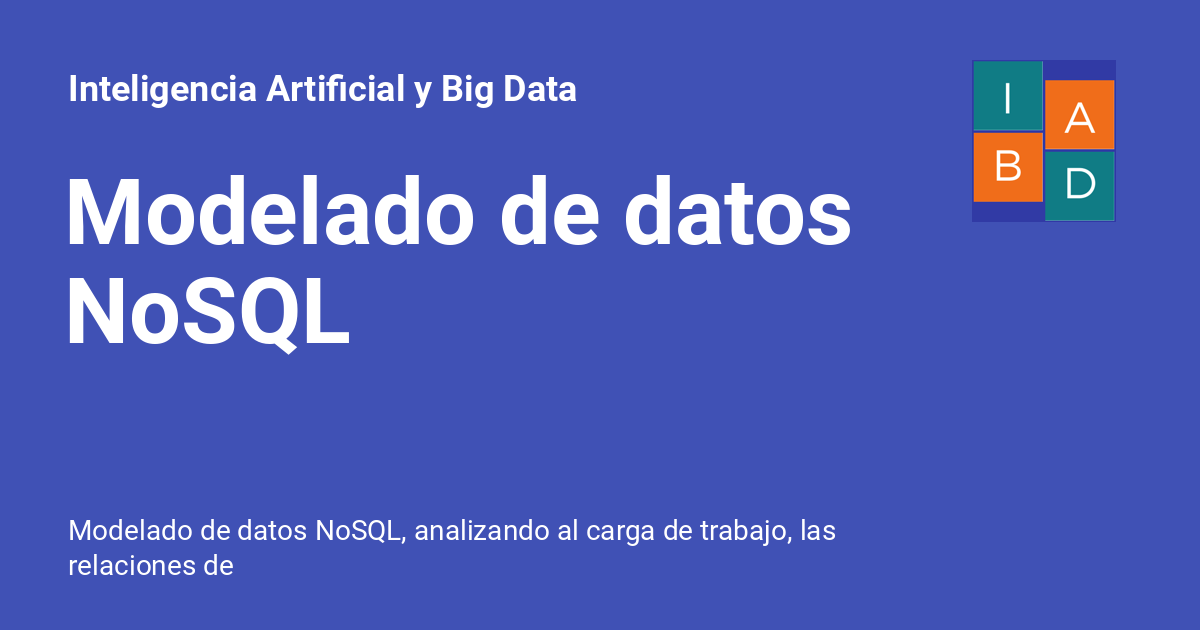 Inteligencia Artificial y Big Data
I
A
B
D
Modelado de datos
NoSQL
Modelado de datos NoSQL, analizando al carga de trabajo, las
relaciones de